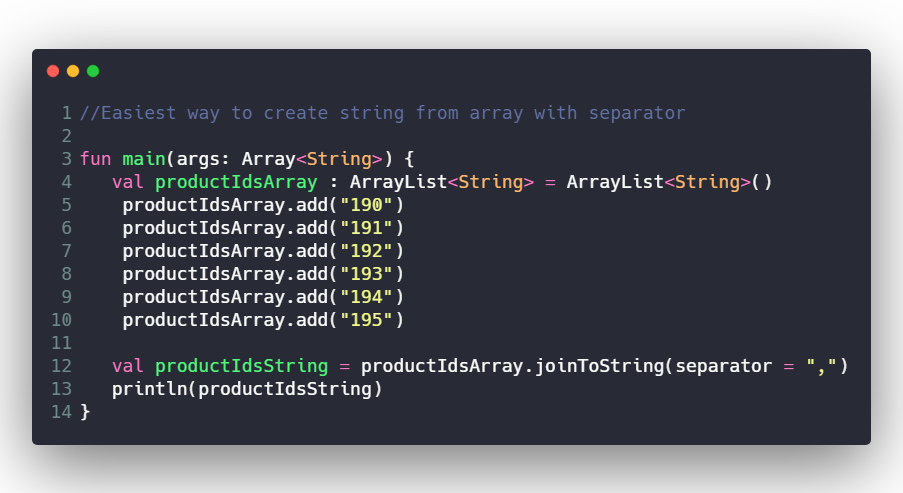 1 //Easiest way to create string from array with separator
2
3 fun main(args: Array<String>) {
4    val productIdsArray : ArrayList<String> = ArrayList<String>()
5     productIdsArray.add("190")
6     productIdsArray.add("191")
7     productIdsArray.add("192")
8     productIdsArray.add("193")
9     productIdsArray.add("194")
10    productIdsArray.add("195")
11
12   val productIdsString = productIdsArray.joinToString(separator = ",")
13   println(productIdsString)
14 }